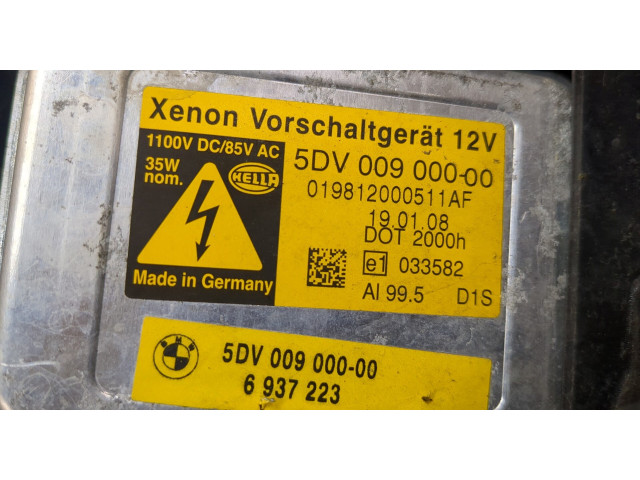 Xenon Vorschaltgerät 12V
1100V DC/85V AC
35W
nom.
HELLA
5DV 009 000-00
019812000511AF
19.01.08
DOT 2000h
e1 033582
Al 99.5 D1S
Made in Germany
5DV 009 000-00
6 937 223